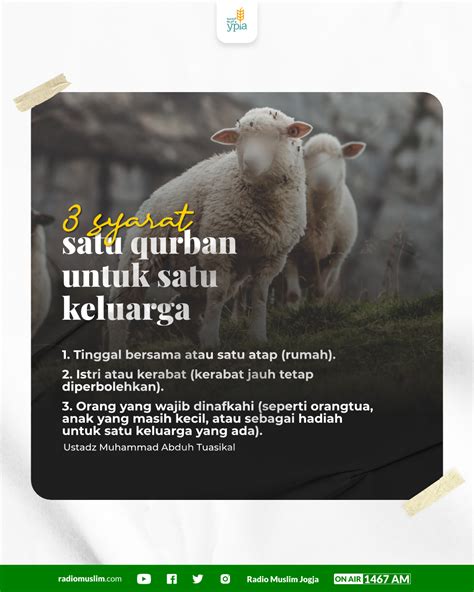 ypia
3 syarat
satu qurban
untuk satu
keluarga
1. Tinggal bersama atau satu atap (rumah).
2. Istri atau kerabat (kerabat jauh tetap
diperbolehkan).
3. Orang yang wajib dinafkahi (seperti orangtua,
anak yang masih kecil, atau sebagai hadiah
untuk satu keluarga yang ada).
Ustadz Muhammad Abduh Tuasikal
radiomuslim.com Radio Muslim Jogja ON AIR 1467 AM